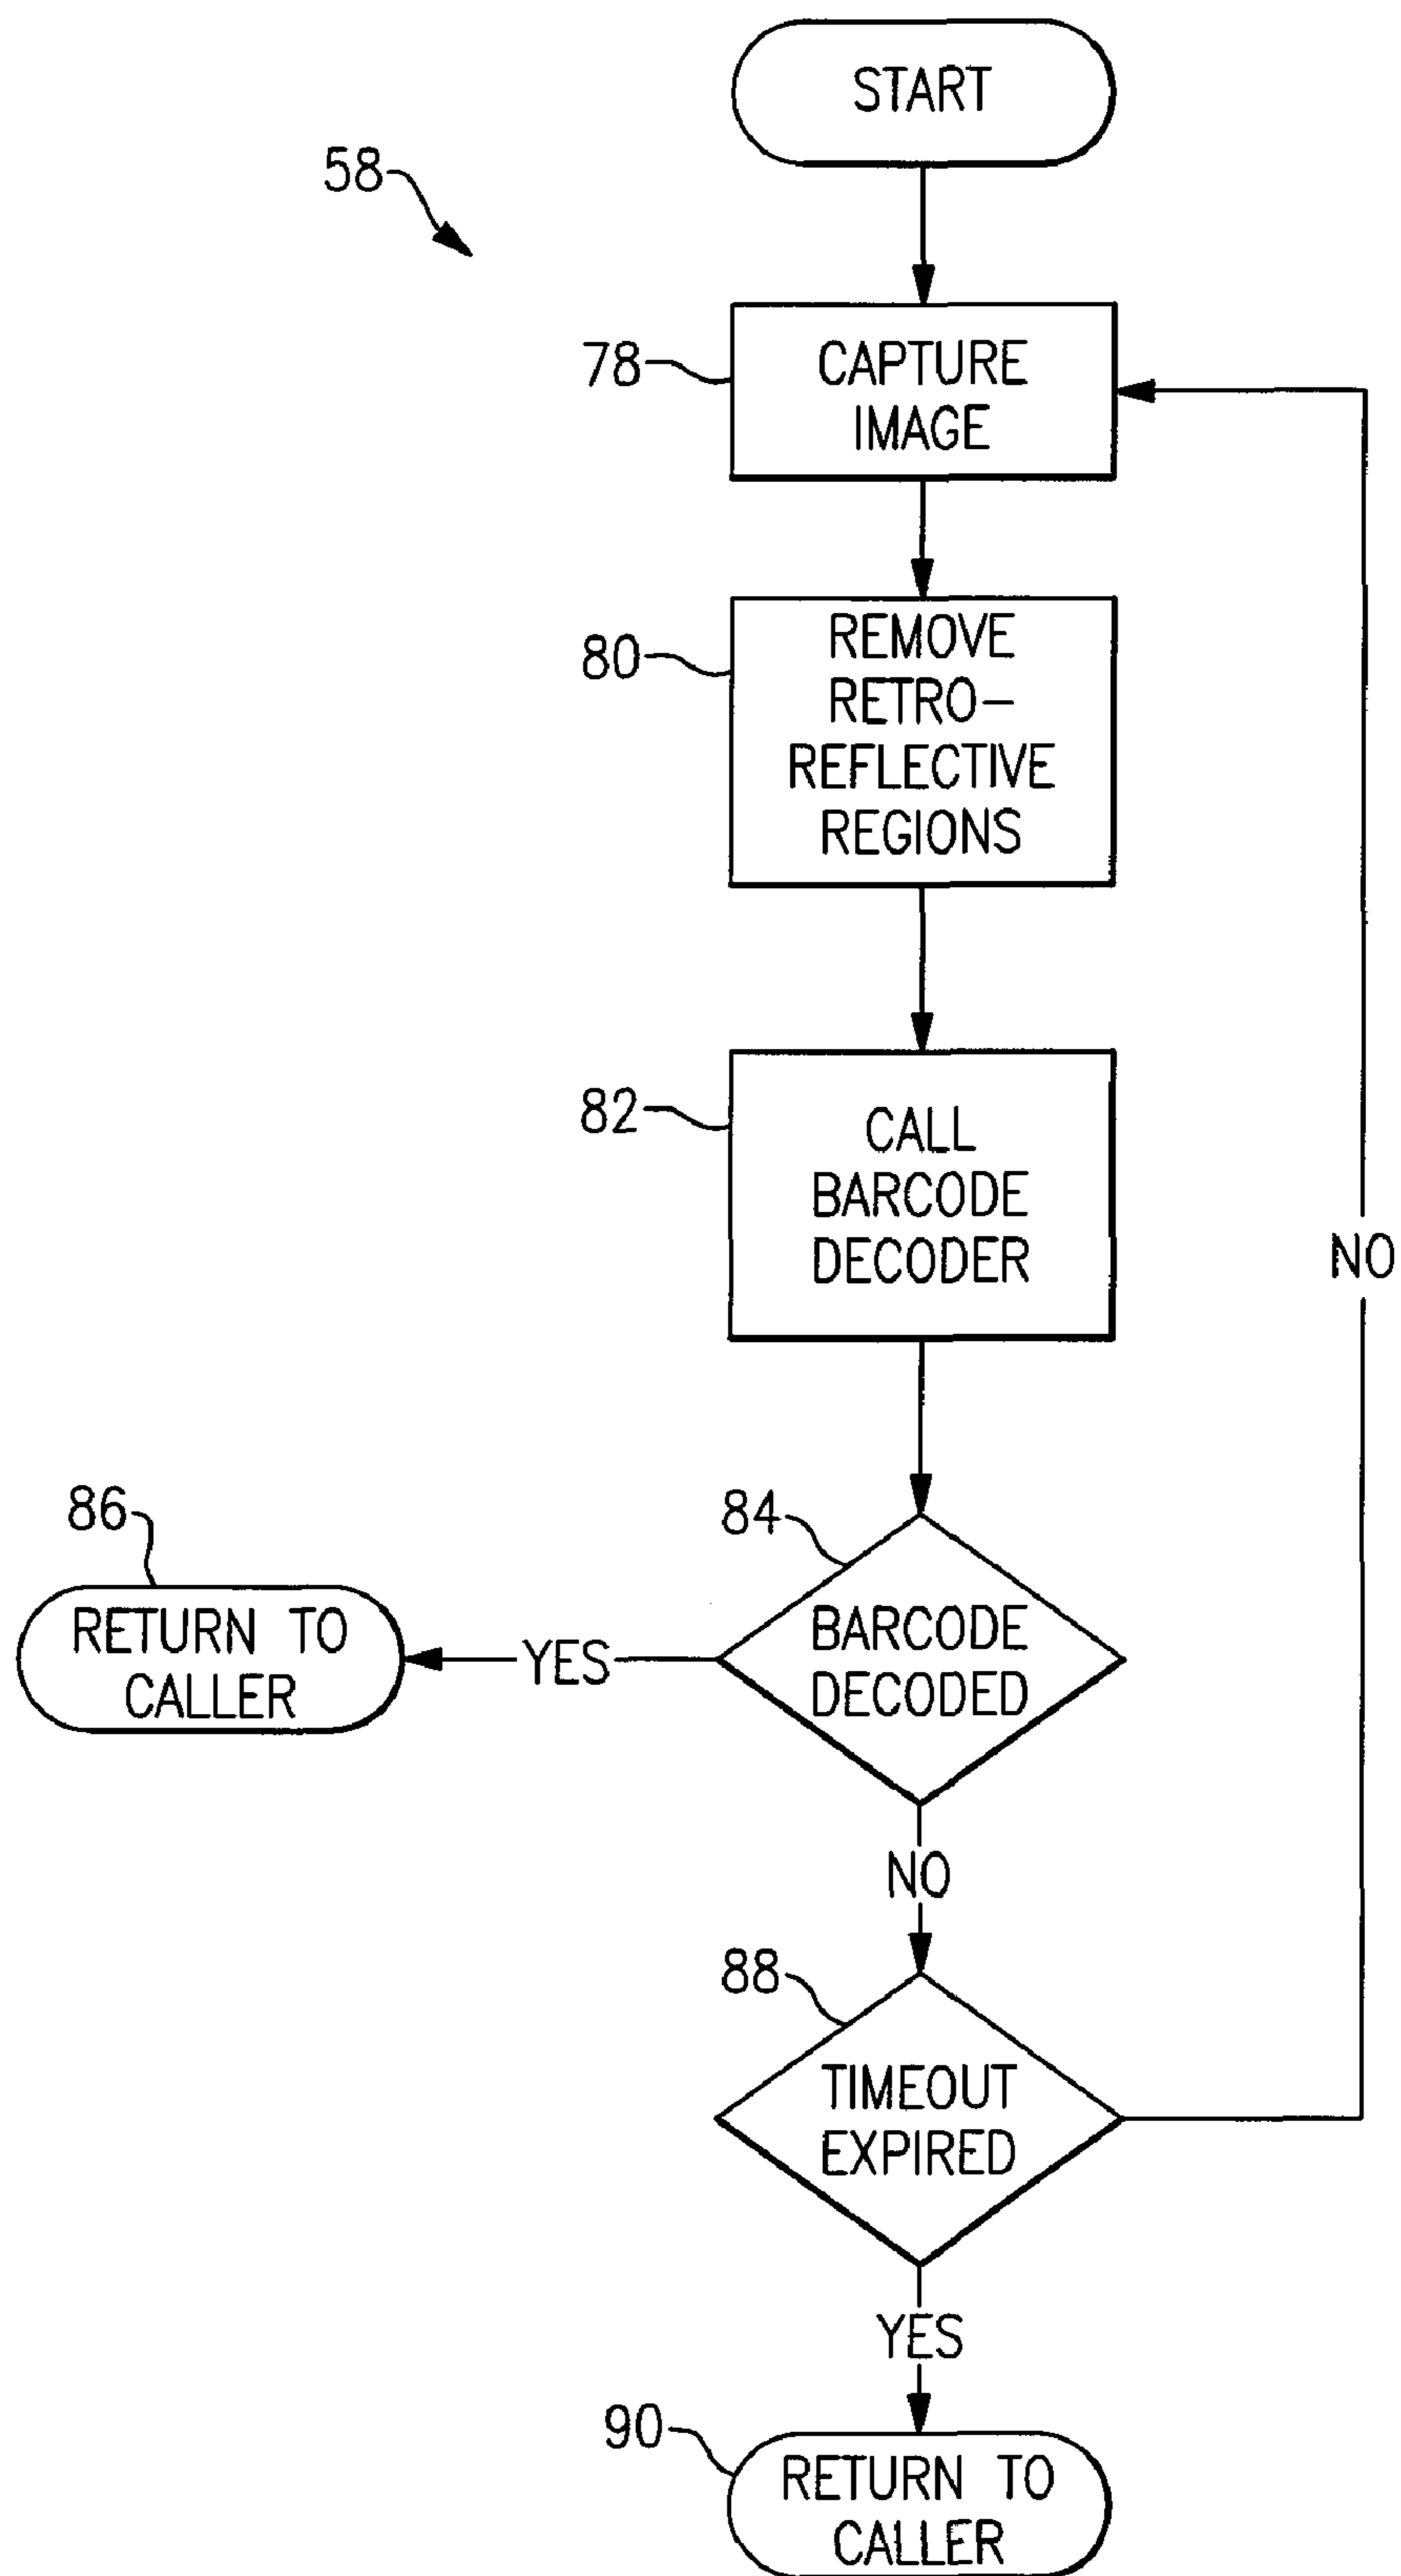 START
58
78
CAPTURE
IMAGE
80
REMOVE
RETRO-
REFLECTIVE
REGIONS
82
CALL
BARCODE
DECODER
NO
86
84
RETURN TO
CALLER
YES
BARCODE
DECODED
NO
88
TIMEOUT
EXPIRED
YES
90
RETURN TO
CALLER